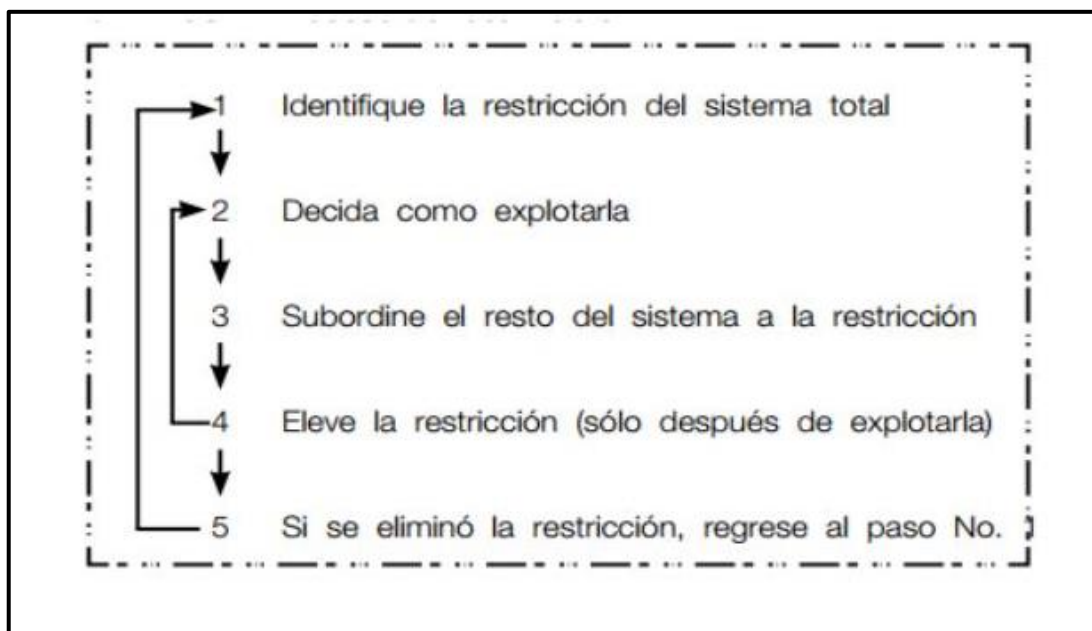 1 Identifique la restricción del sistema total
2 Decida como explotarla
3 Subordine el resto del sistema a la restricción
4 Eleve la restricción (sólo después de explotarla)
5 Si se eliminó la restricción, regrese al paso No.